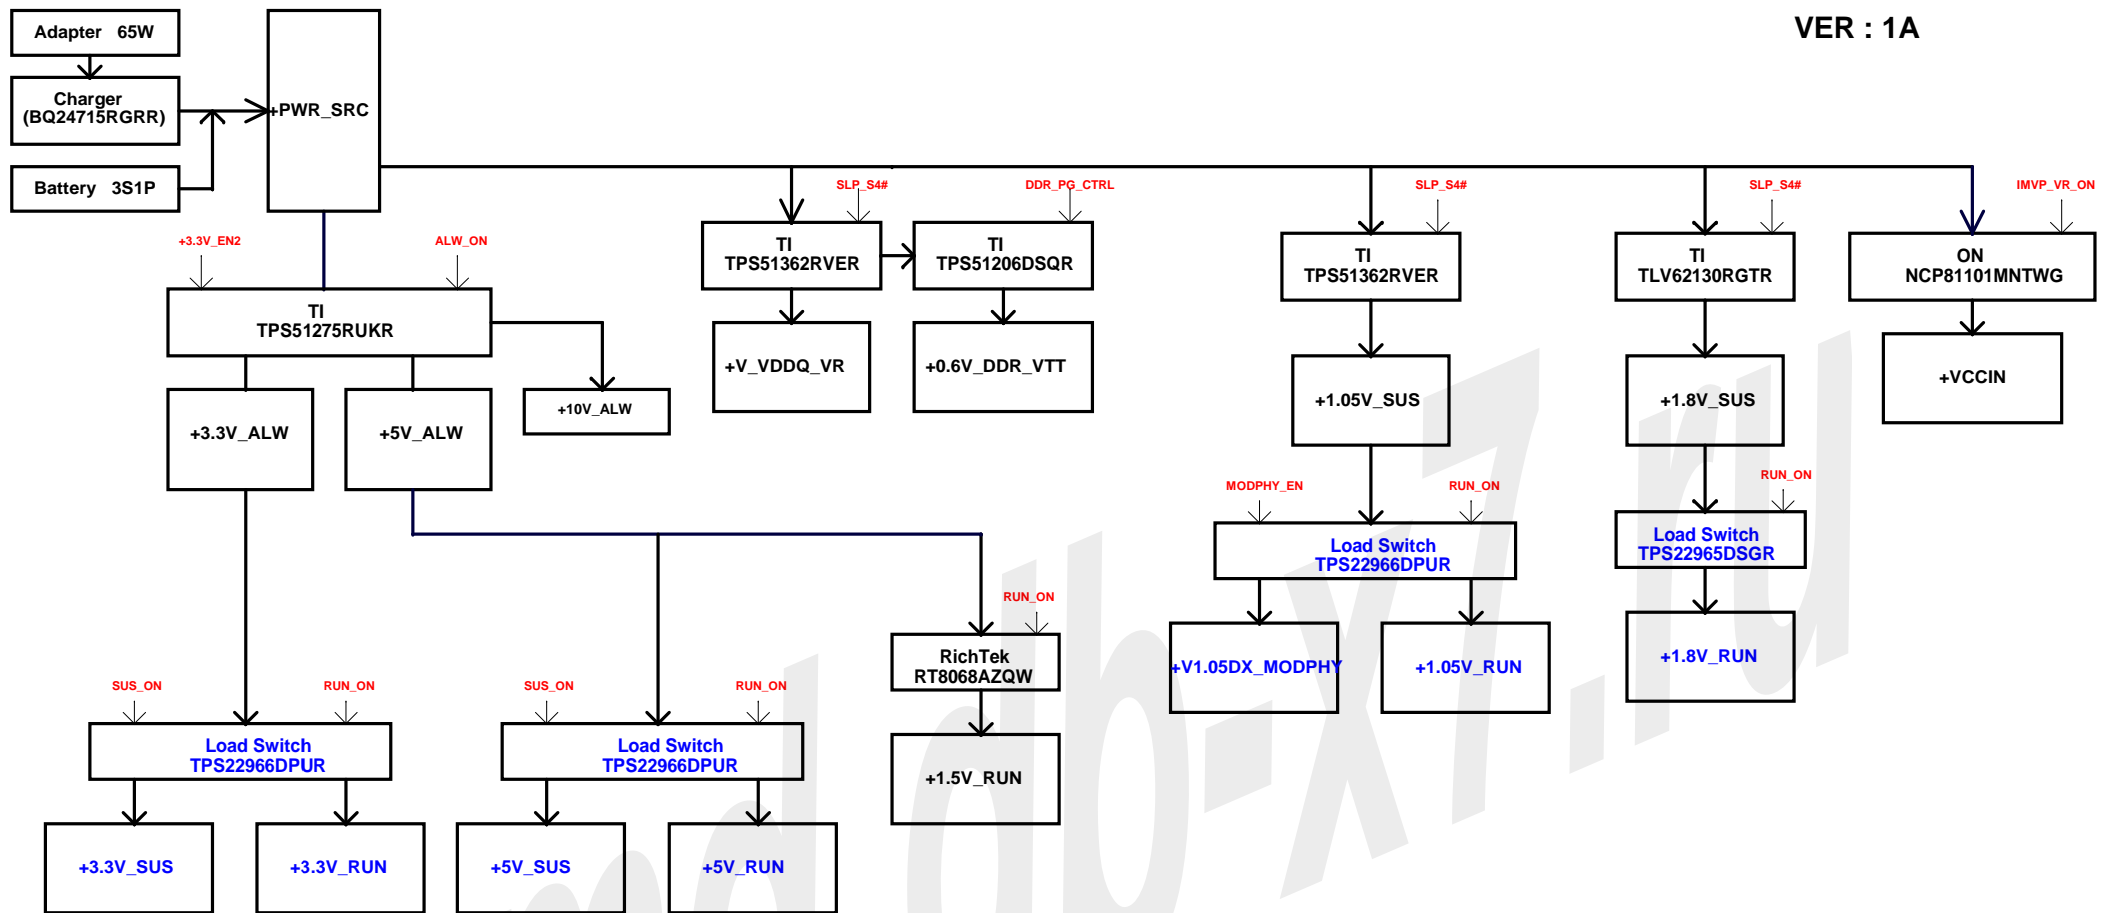 VER : 1A
Adapter 65W
Charger
(BQ24715RGRR)
Battery 3S1P
+PWR_SRC
+3.3V_EN2
ALW_ON
TI
TPS51275RUKR
+3.3V_ALW
+5V_ALW
+10V_ALW
SLP_S4#
TI
TPS51362RVER
+V_VDDQ_VR
DDR_PG_CTRL
TI
TPS51206DSQR
+0.6V_DDR_VTT
SLP_S4#
TI
TPS51362RVER
+1.05V_SUS
SLP_S4#
TI
TLV62130RGTR
+1.8V_SUS
IMVP_VR_ON
ON
NCP81101MNTWG
+VCCIN
MODPHY_EN
RUN_ON
Load Switch
TPS22966DPUR
+V1.05DX_MODPHY
+1.05V_RUN
RUN_ON
Load Switch
TPS22965DSGR
+1.8V_RUN
RUN_ON
RichTek
RT8068AZQW
+1.5V_RUN
SUS_ON
RUN_ON
Load Switch
TPS22966DPUR
+3.3V_SUS
+3.3V_RUN
SUS_ON
RUN_ON
Load Switch
TPS22966DPUR
+5V_SUS
+5V_RUN
db-x7.ru